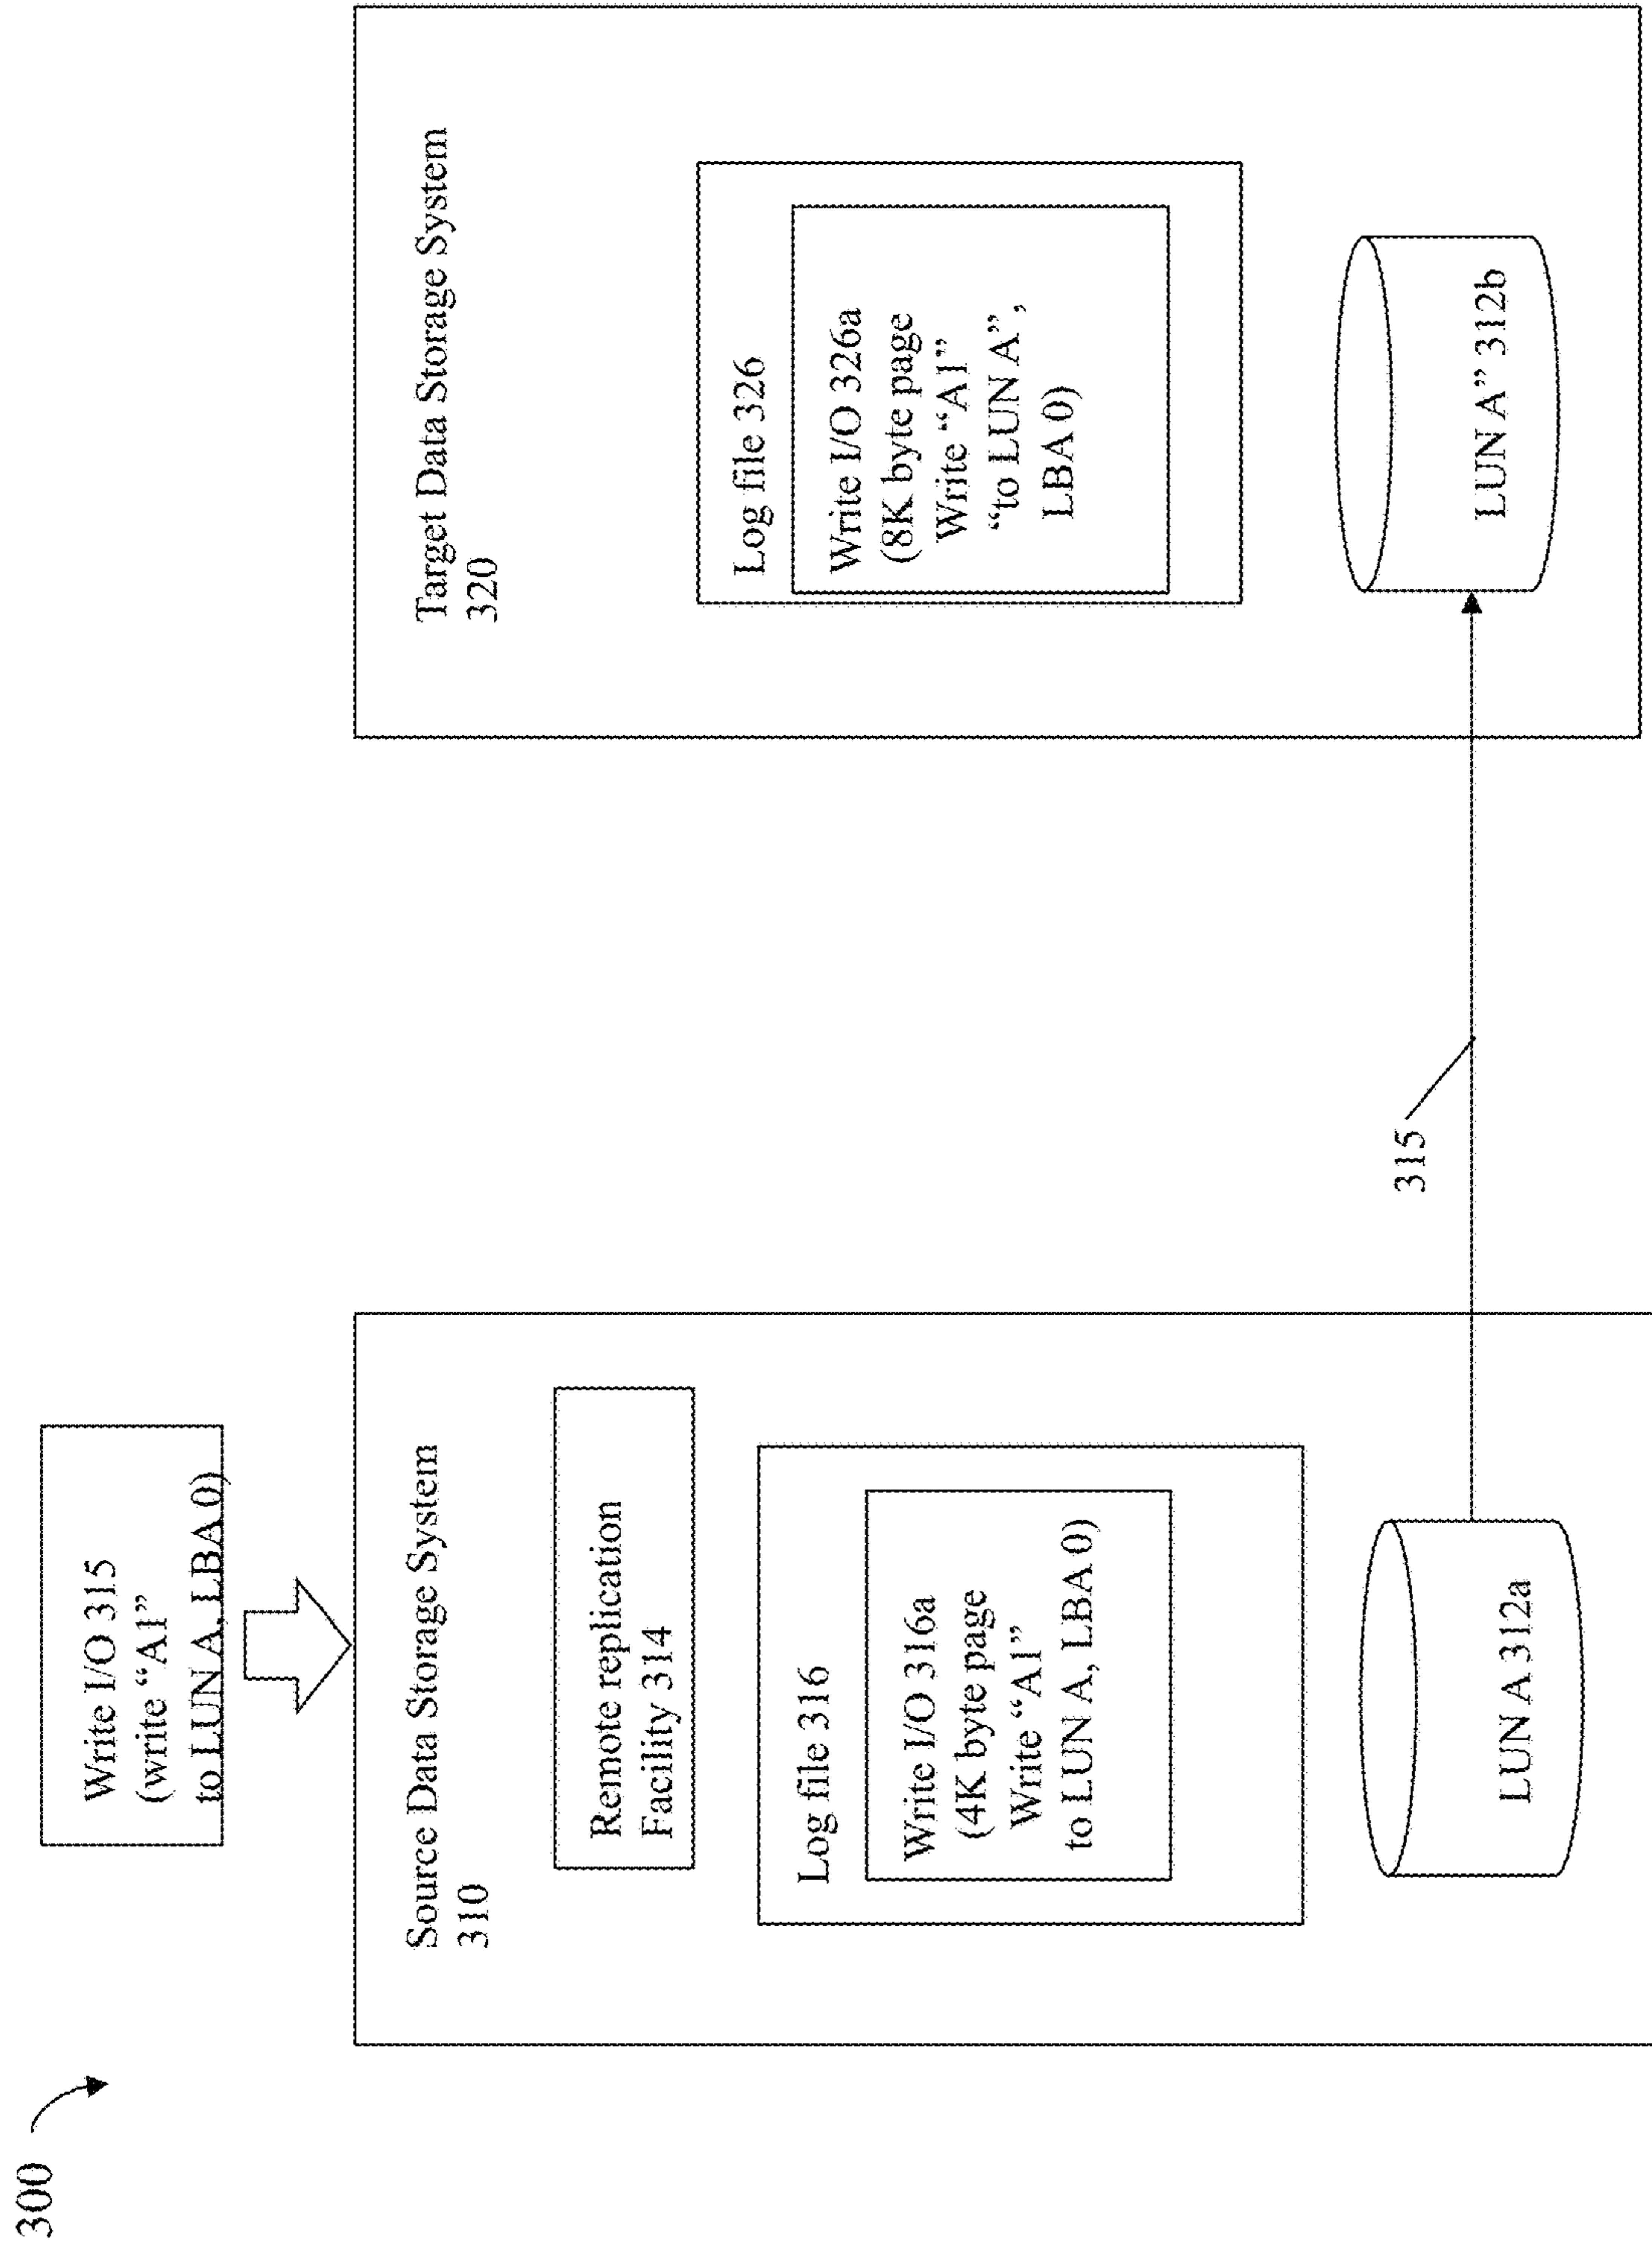 300
Write I/O 315
(write “A1”
to LUN A, LBA 0)
Source Data Storage System
310
Remote replication
Facility 314
Log file 316
Write I/O 316a
(4K byte page
Write “A1”
to LUN A, LBA 0)
LUN A 312a
315
Target Data Storage System
320
Log file 326
Write I/O 326a
(8K byte page
Write “A1”
“to LUN A”,
LBA 0)
LUN A” 312b